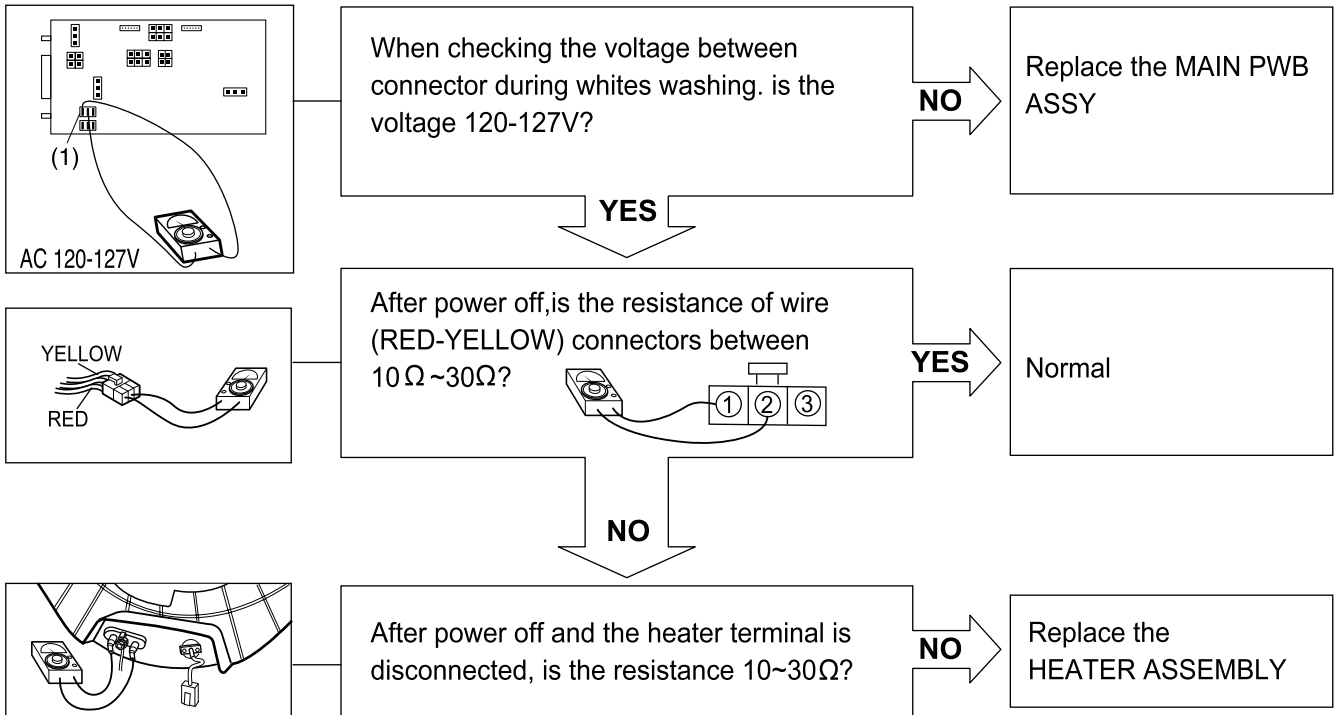 (1)
AC 120-127V
When checking the voltage between
connector during whites washing. is the
voltage 120-127V?
NO
Replace the MAIN PWB
ASSY
YES
YELLOW
RED
After power off,is the resistance of wire
(RED-YELLOW) connectors between
10 Ω ~30Ω?
① ② ③
YES
Normal
NO
After power off and the heater terminal is
disconnected, is the resistance 10~30Ω?
NO
Replace the
HEATER ASSEMBLY